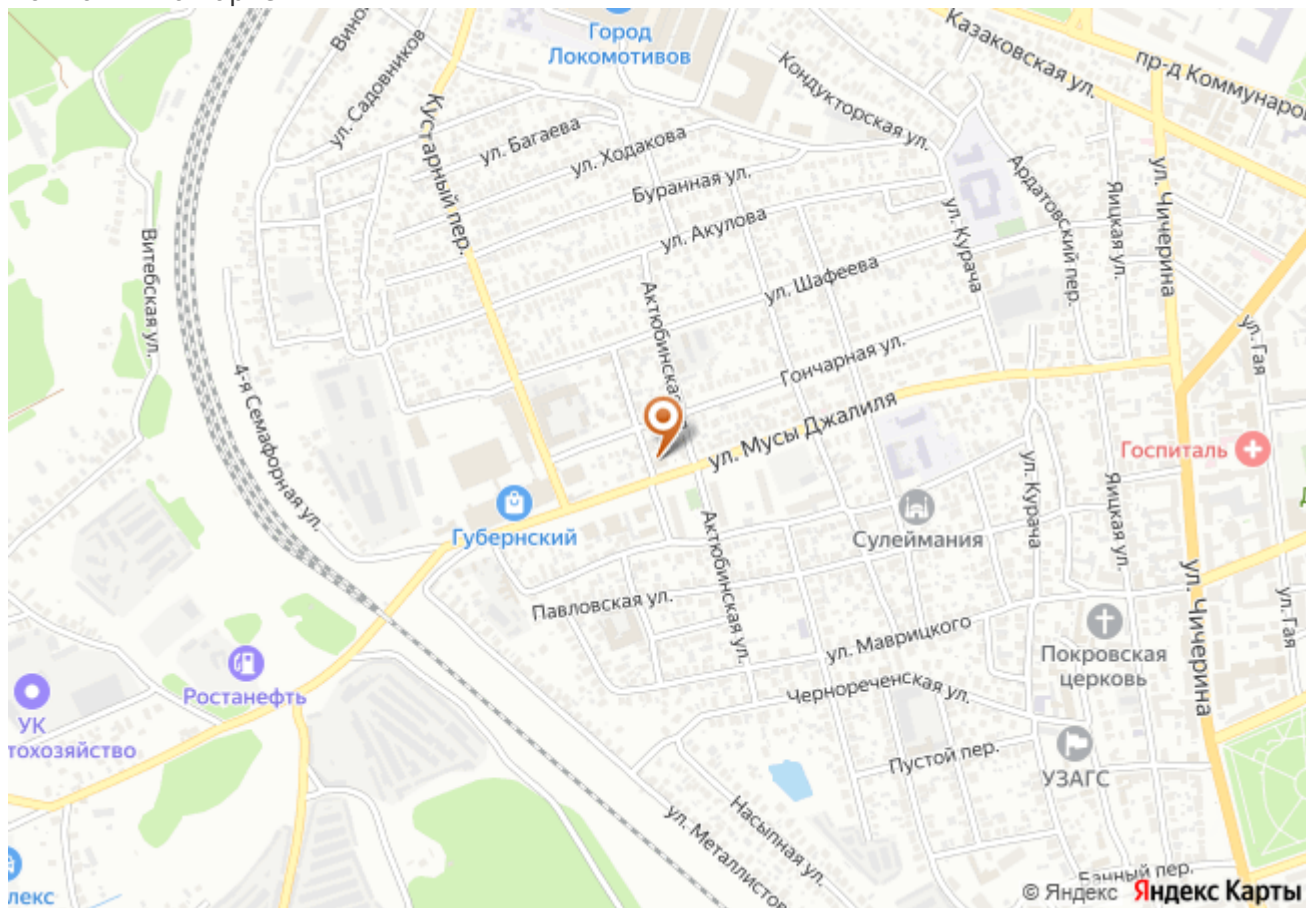 Город
Локомотивов
Казаковская ул.
пр-д Коммунаров
ул. Садовников
Кондукторская ул.
Кустарный пер.
ул. Багаева
ул. Ходакова
Буранная ул.
ул. Акулова
ул. Курача
Ардатовский пер.
Яицкая ул.
ул. Чичерина
Витебская ул.
ул. Шафеева
Актюбинская
ул. Гая
Гончарная ул.
4-я Семафорная ул.
ул. Мусы Джалиля
Госпиталь
Губернский
Сулеймания
ул. Курача
Яицкая ул.
Актюбинская ул.
Павловская ул.
ул. Маврицкого
Покровская
церковь
ул. Чичерина
ул. Гая
Ростанефть
Чернореченская ул.
УК
тохозяйство
Пустой пер.
УЗАГС
Насыпная ул.
ул. Металлистов
Банный пер.
лекс
© Яндекс Яндекс Карты